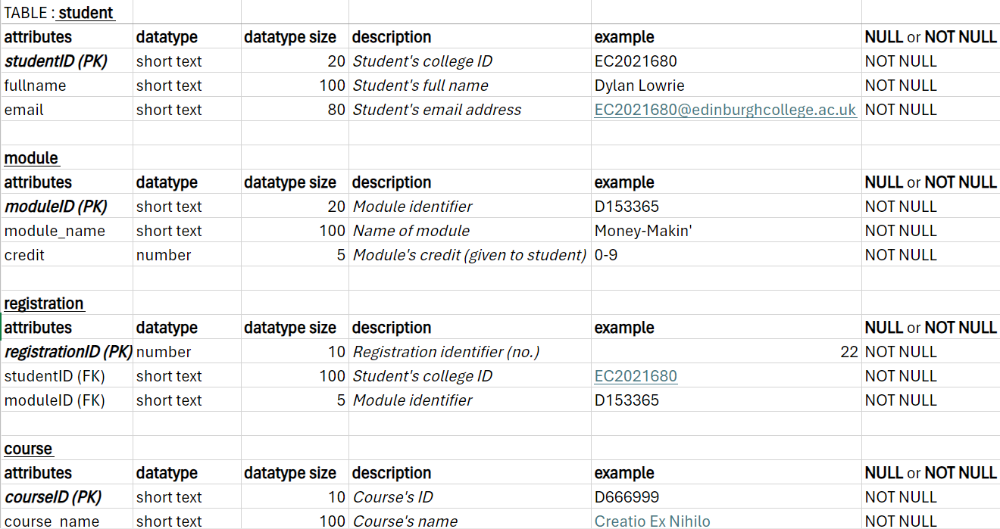 TABLE : student
attributes datatype datatype size description example NULL or NOT NULL
studentID (PK) short text 20 Student's college ID EC2021680 NOT NULL
fullname short text 100 Student's full name Dylan Lowrie NOT NULL
email short text 80 Student's email address EC2021680@edinburghcollege.ac.uk NOT NULL
module
attributes datatype datatype size description example NULL or NOT NULL
moduleID (PK) short text 20 Module identifier D153365 NOT NULL
module_name short text 100 Name of module Money-Makin' NOT NULL
credit number 5 Module's credit (given to student) 0-9 NOT NULL
registration
attributes datatype datatype size description example NULL or NOT NULL
registrationID (PK) number 10 Registration identifier (no.) 22 NOT NULL
studentID (FK) short text 100 Student's college ID EC2021680 NOT NULL
moduleID (FK) short text 5 Module identifier D153365 NOT NULL
course
attributes datatype datatype size description example NULL or NOT NULL
courseID (PK) short text 10 Course's ID D666999 NOT NULL
course_name short text 100 Course's name Creatio Ex Nihilo NOT NULL